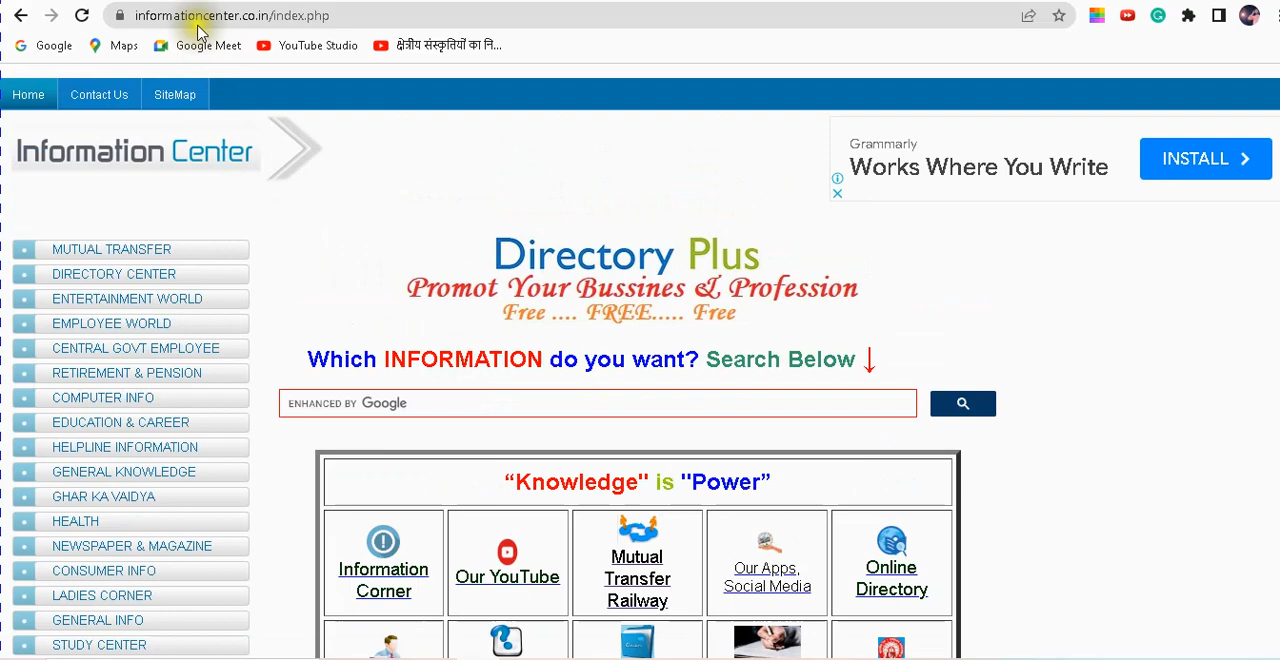 informationcenter.co.in/index.php
Google Maps Google Meet YouTube Studio क्षेत्रीय संस्कृतियों का नि...
Home Contact Us SiteMap
Information Center
Grammarly
Works Where You Write
INSTALL
Directory Plus
Promot Your Bussines & Profession
Free .... FREE..... Free
Which INFORMATION do you want? Search Below ↓
ENHANCED BY Google
MUTUAL TRANSFER
DIRECTORY CENTER
ENTERTAINMENT WORLD
EMPLOYEE WORLD
CENTRAL GOVT EMPLOYEE
RETIREMENT & PENSION
COMPUTER INFO
EDUCATION & CAREER
HELPLINE INFORMATION
GENERAL KNOWLEDGE
GHAR KA VAIDYA
HEALTH
NEWSPAPER & MAGAZINE
CONSUMER INFO
LADIES CORNER
GENERAL INFO
STUDY CENTER
“Knowledge" is "Power”
Information
Corner
Our YouTube
Mutual
Transfer
Railway
Our Apps,
Social Media
Online
Directory